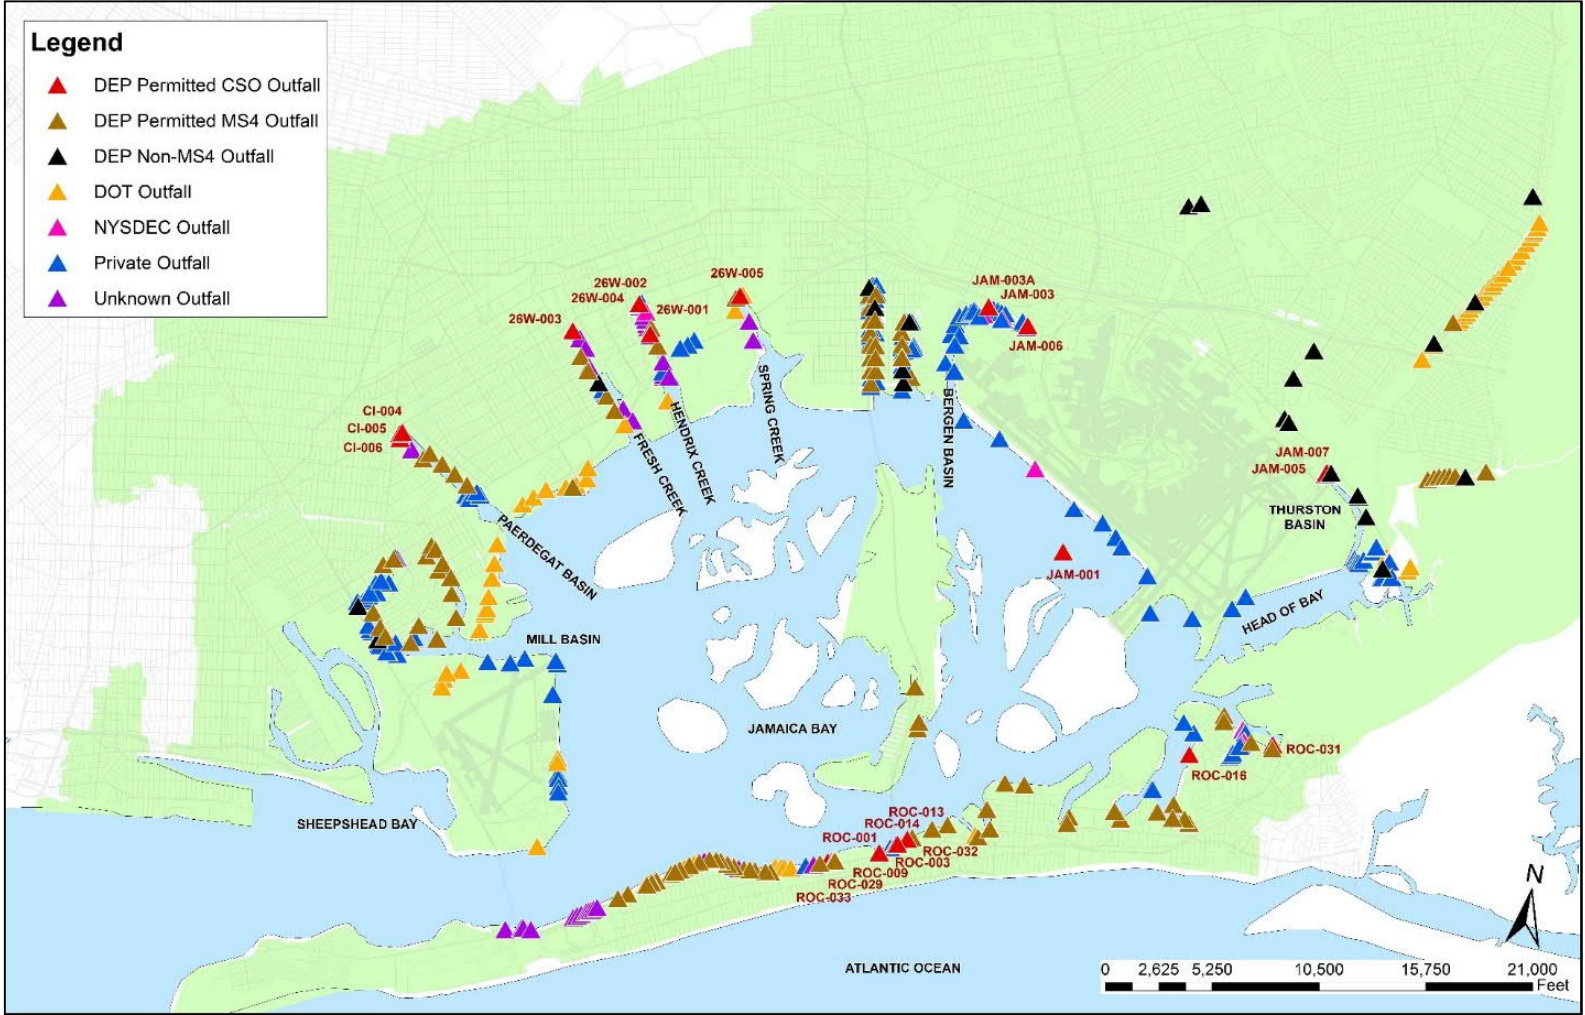 Legend
DEP Permitted CSO Outfall
DEP Permitted MS4 Outfall
DEP Non-MS4 Outfall
DOT Outfall
NYSDEC Outfall
Private Outfall
Unknown Outfall
26W-005
26W-002
26W-004
26W-001
26W-003
JAM-003A
JAM-003
JAM-006
CI-004
CI-005
CI-006
SPRING CREEK
HENDRIX CREEK
FRESH CREEK
BERGEN BASIN
JAM-007
JAM-005
THURSTON
BASIN
PAERDEGAT BASIN
JAM-001
HEAD OF BAY
MILL BASIN
JAMAICA BAY
ROC-031
ROC-016
SHEEPSHEAD BAY
ROC-013
ROC-014
ROC-001
ROC-032
ROC-003
ROC-009
ROC-029
ROC-033
N
ATLANTIC OCEAN
0 2,625 5,250 10,500 15,750 21,000
Feet